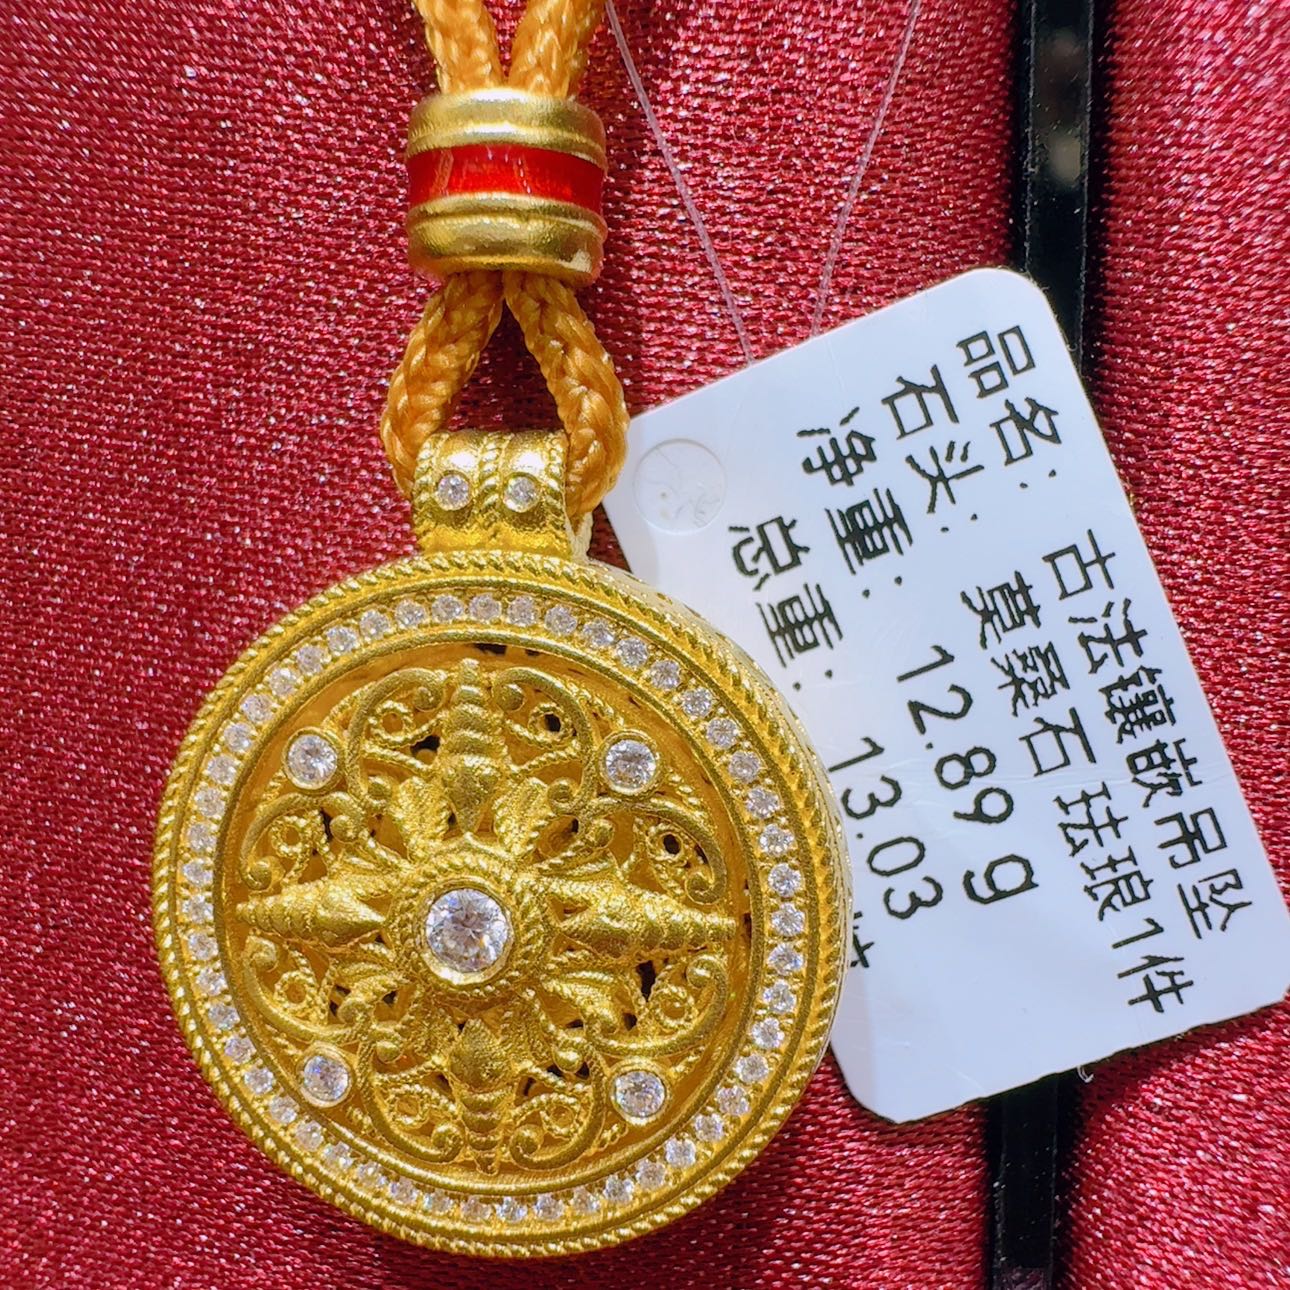 品名: 古法镶嵌吊坠
石头: 莫桑石珐琅1件
净重: 12.89g
总重: 13.03